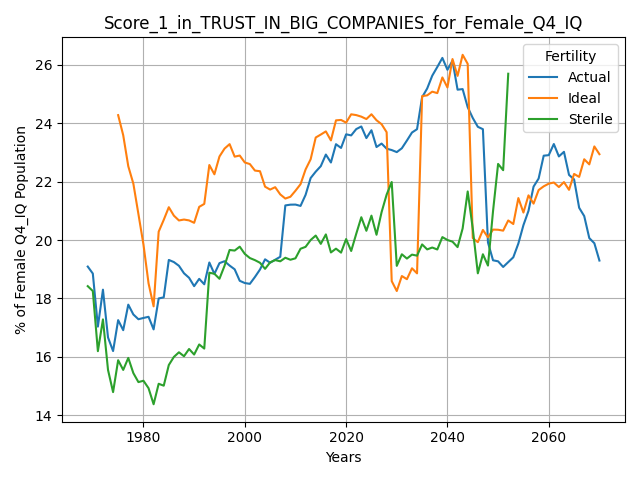 Score_1_in_TRUST_IN_BIG_COMPANIES_for_Female_Q4_IQ
Fertility
Actual
Ideal
Sterile
% of Female Q4_IQ Population
26
24
22
20
18
16
14
1980
2000
2020
2040
2060
Years